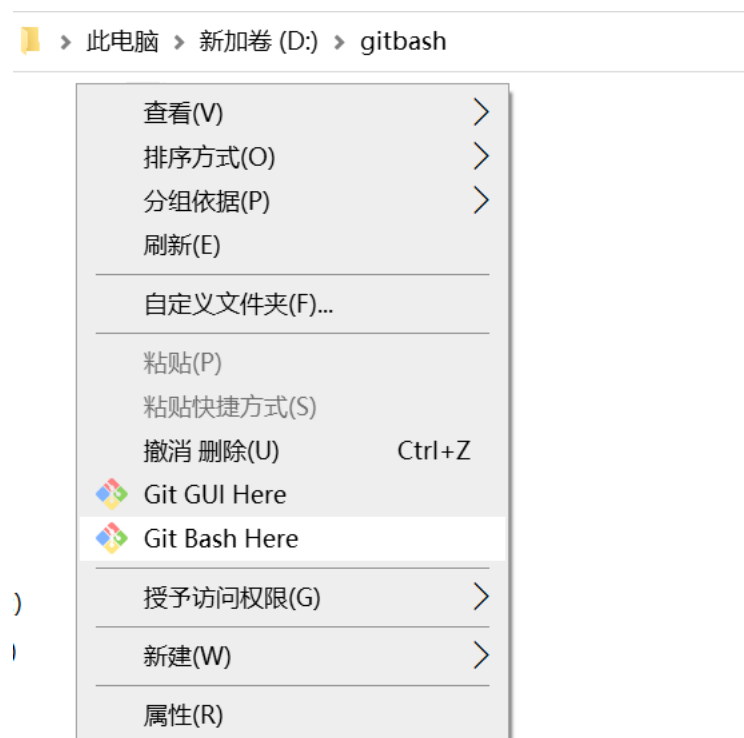 此电脑 > 新加卷 (D:) > gitbash
查看(V)
排序方式(O)
分组依据(P)
刷新(E)
自定义文件夹(F)...
粘贴(P)
粘贴快捷方式(S)
撤消 删除(U) Ctrl+Z
Git GUI Here
Git Bash Here
)
授予访问权限(G)
)
新建(W)
属性(R)